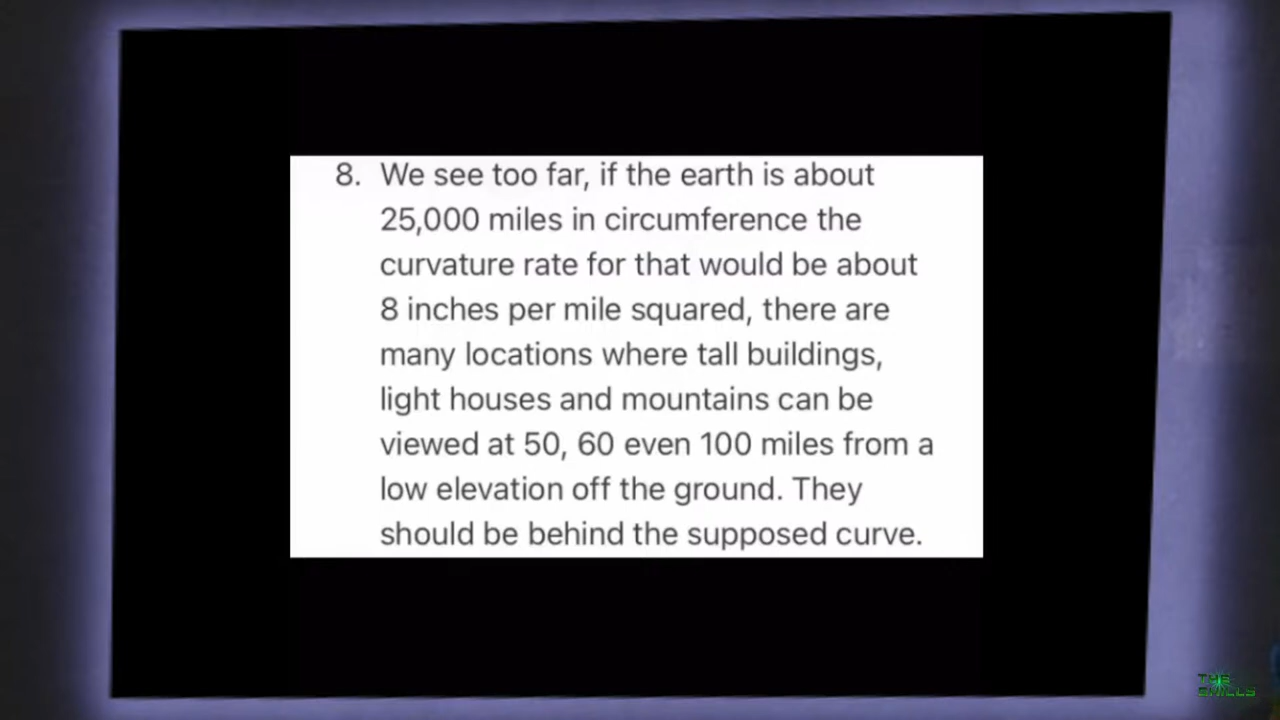 8. We see too far, if the earth is about
25,000 miles in circumference the
curvature rate for that would be about
8 inches per mile squared, there are
many locations where tall buildings,
light houses and mountains can be
viewed at 50, 60 even 100 miles from a
low elevation off the ground. They
should be behind the supposed curve.